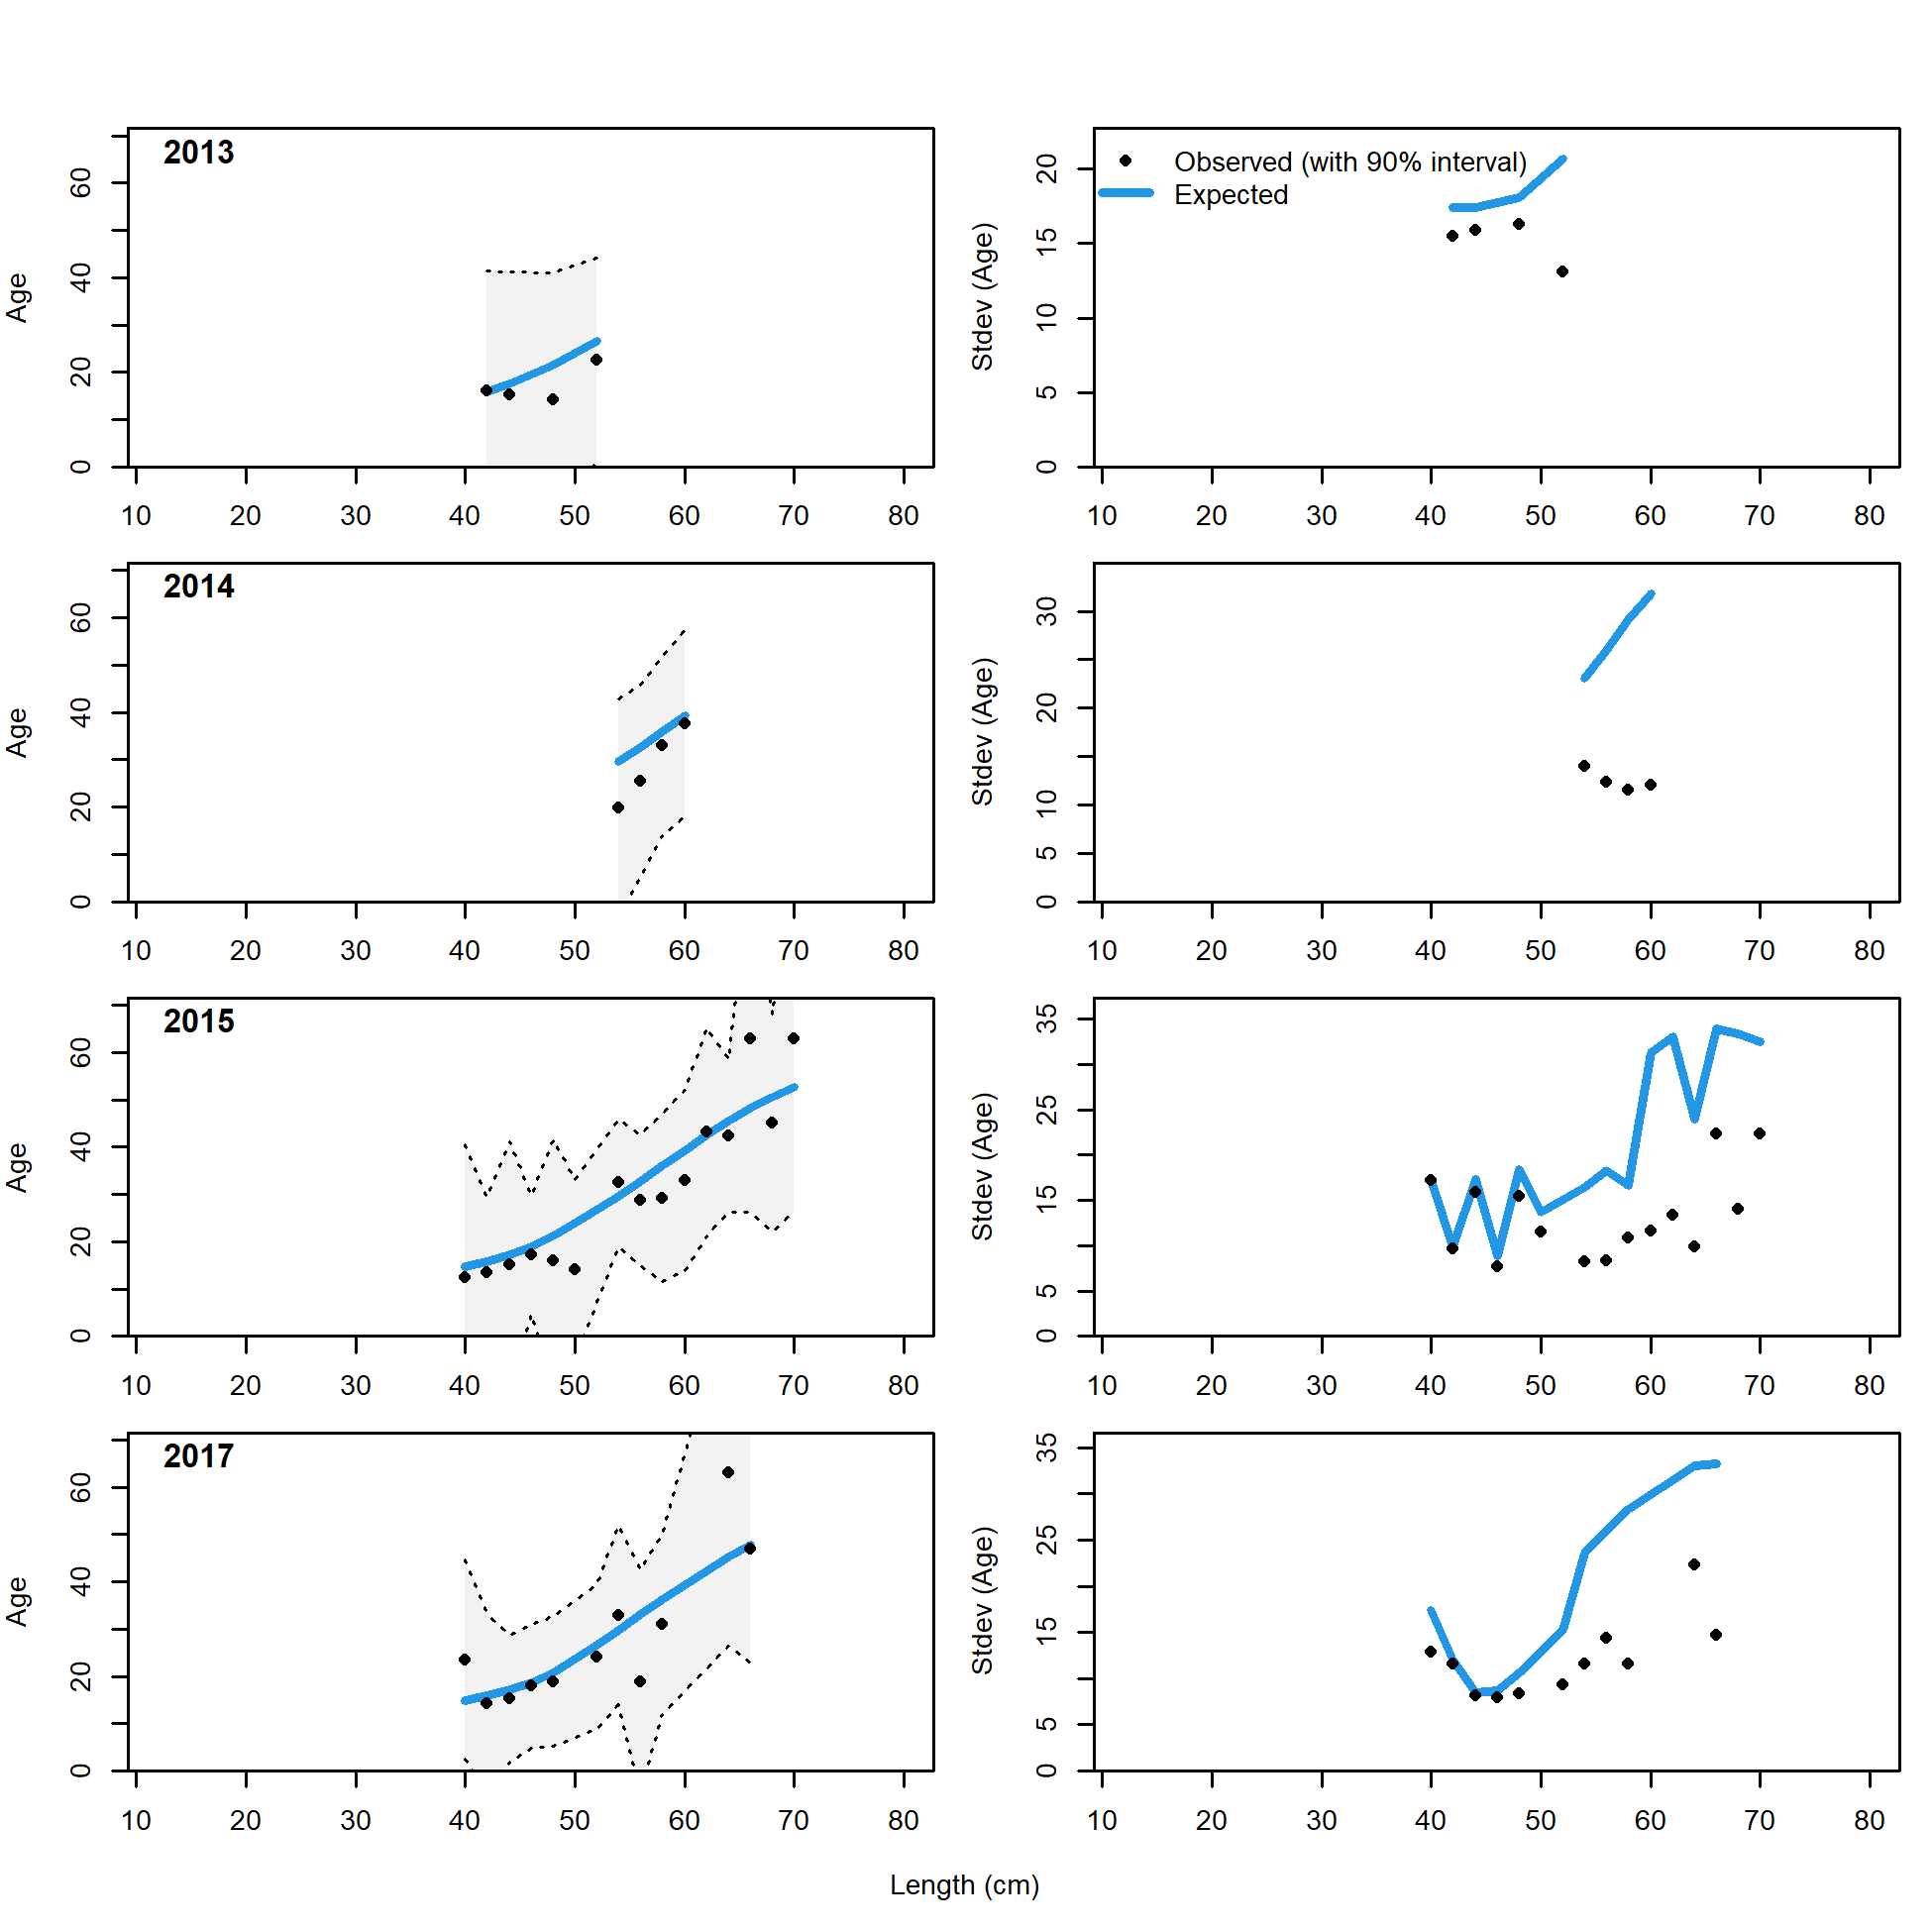 2013
Age
0 20 40 60
10 20 30 40 50 60 70 80
Observed (with 90% interval)
Expected
Stdev (Age)
0 5 10 15 20
10 20 30 40 50 60 70 80
2014
Age
0 20 40 60
10 20 30 40 50 60 70 80
Stdev (Age)
0 5 10 20 30
10 20 30 40 50 60 70 80
2015
Age
0 20 40 60
10 20 30 40 50 60 70 80
Stdev (Age)
0 5 15 25 35
10 20 30 40 50 60 70 80
2017
Age
0 20 40 60
10 20 30 40 50 60 70 80
Stdev (Age)
0 5 15 25 35
10 20 30 40 50 60 70 80
Length (cm)